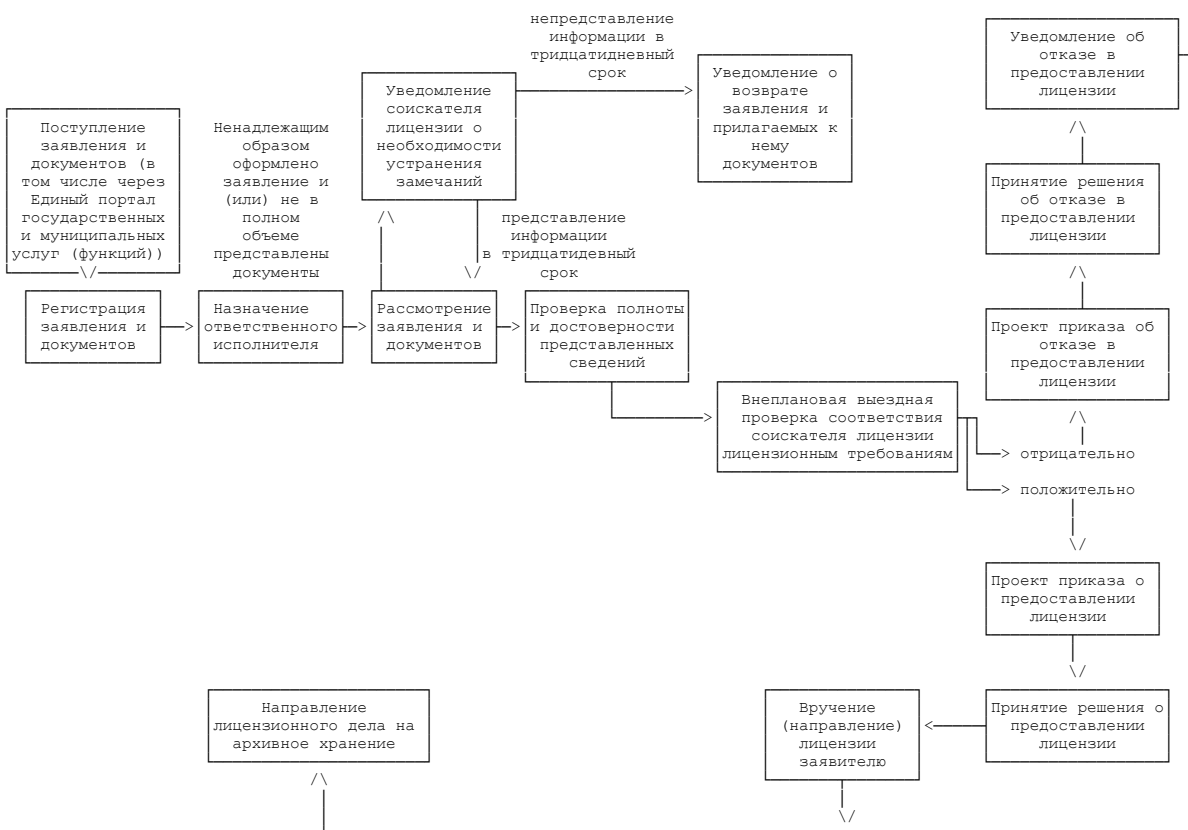 непредставление
информации в
тридцатидневный
срок
Уведомление об
отказе в
предоставлении
лицензии
Уведомление
соискателя
лицензии о
необходимости
устранения
замечаний
Уведомление о
возврате
заявления и
прилагаемых к
нему
документов
Поступление
заявления и
документов (в
том числе через
Единый портал
государственных
и муниципальных
услуг (функций))
Ненадлежащим
образом
оформлено
заявление и
(или) не в
полном
объеме
представлены
документы
Принятие решения
об отказе в
предоставлении
лицензии
представление
информации
в тридцатидевный
срок
Регистрация
заявления и
документов
Назначение
ответственного
исполнителя
Рассмотрение
заявления и
документов
Проверка полноты
и достоверности
представленных
сведений
Проект приказа об
отказе в
предоставлении
лицензии
Внеплановая выездная
проверка соответствия
соискателя лицензии
лицензионным требованиям
отрицательно
положительно
Проект приказа о
предоставлении
лицензии
Направление
лицензионного дела на
архивное хранение
Вручение
(направление)
лицензии
заявителю
Принятие решения о
предоставлении
лицензии